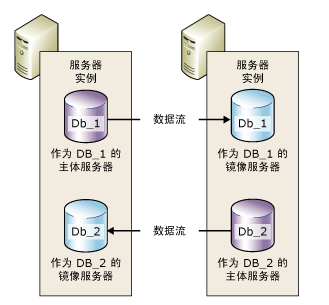 服务器
实例
服务器
实例
Db_1
数据流
Db_1
作为 DB_1 的
主体服务器
作为 DB_1 的
镜像服务器
Db_2
数据流
Db_2
作为 DB_2 的
镜像服务器
作为 DB_2 的
主体服务器